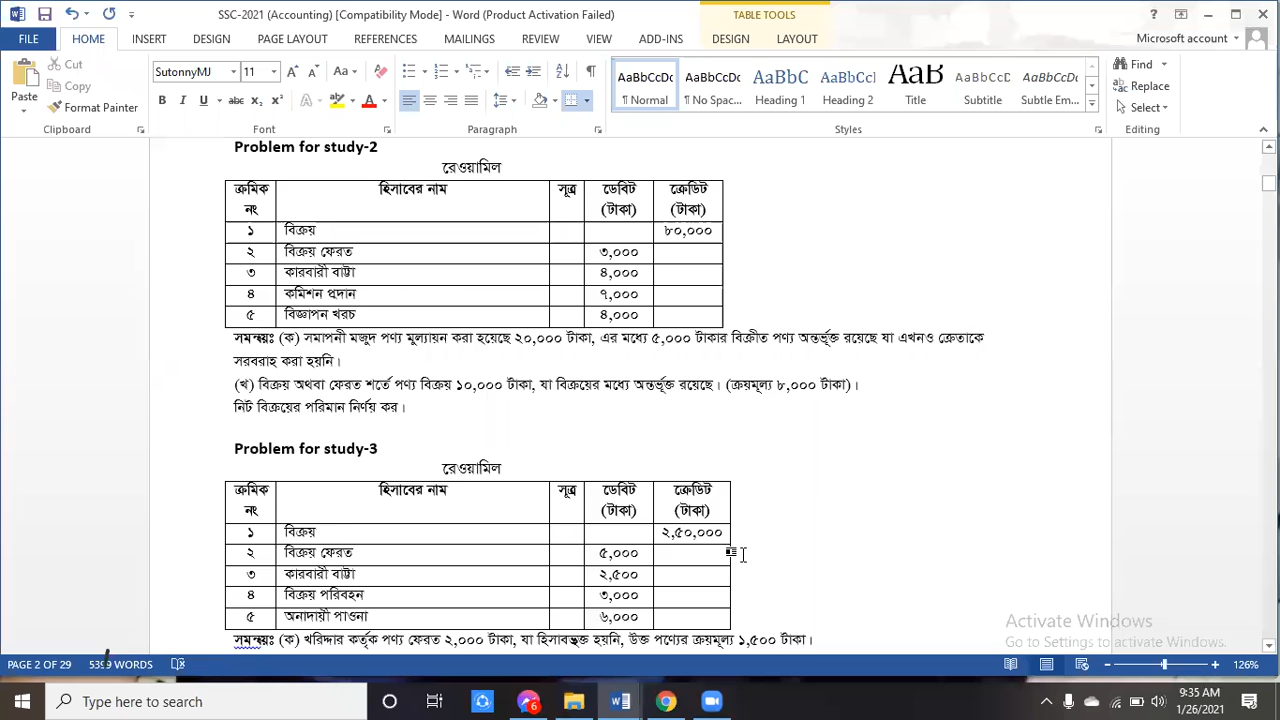 SSC-2021 (Accounting) [Compatibility Mode] - Word (Product Activation Failed)
TABLE TOOLS
FILE HOME INSERT DESIGN PAGE LAYOUT REFERENCES MAILINGS REVIEW VIEW ADD-INS DESIGN LAYOUT Microsoft account
Cut
Copy
Format Painter
Paste
Clipboard
SutonnyMJ 11
Font
Paragraph
AaBbCcDc AaBbCcDc AaBbC AaBbCc AaB AaBbCcDc AaBbCcDc
¶ Normal ¶ No Spac... Heading 1 Heading 2 Title Subtitle Subtle Em...
Styles
Find
Replace
Select
Editing
Problem for study-2
রেওয়ামিল
ক্রমিক নং হিসাবের নাম সূত্র ডেবিট (টাকা) ক্রেডিট (টাকা)
১ বিক্রয় ৮০,০০০
২ বিক্রয় ফেরত ৩,০০০
৩ কারবারী বাট্টা ৪,০০০
৪ কমিশন প্রদান ৭,০০০
৫ বিজ্ঞাপন খরচ ৪,০০০
সমন্বয়ঃ (ক) সমাপনী মজুদ পণ্য মুল্যায়ন করা হয়েছে ২০,০০০ টাকা, এর মধ্যে ৫,০০০ টাকার বিক্রীত পণ্য অন্তর্ভূক্ত রয়েছে যা এখনও ক্রেতাকে
সরবরাহ করা হয়নি।
(খ) বিক্রয় অথবা ফেরত শর্তে পণ্য বিক্রয় ১০,০০০ টাকা, যা বিক্রয়ের মধ্যে অন্তর্ভূক্ত রয়েছে। (ক্রয়মূল্য ৮,০০০ টাকা)।
নিট বিক্রয়ের পরিমান নির্ণয় কর।
Problem for study-3
রেওয়ামিল
ক্রমিক নং হিসাবের নাম সূত্র ডেবিট (টাকা) ক্রেডিট (টাকা)
১ বিক্রয় ২,৫০,০০০
২ বিক্রয় ফেরত ৫,০০০
৩ কারবারী বাট্টা ২,৫০০
৪ বিক্রয় পরিবহন ৩,০০০
৫ অনাদায়ী পাওনা ৬,০০০
সমন্বয়ঃ (ক) খরিদ্দার কর্তৃক পণ্য ফেরত ২,০০০ টাকা, যা হিসাবভুক্ত হয়নি, উক্ত পণ্যের ক্রয়মূল্য ১,৫০০ টাকা।
Activate Windows
Go to Settings to activate Windows.
PAGE 2 OF 29 WORDS 126%
Type here to search
6
9:35 AM
1/26/2021